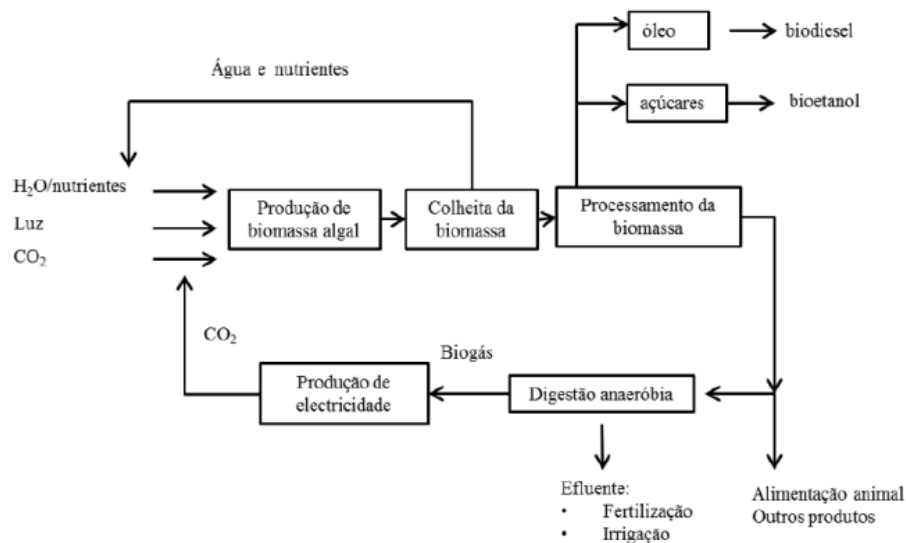 óleo
biodiesel
Água e nutrientes
açúcares
bioetanol
H₂O/nutrientes
Luz
CO₂
Produção de
biomassa algal
Colheita da
biomassa
Processamento da
biomassa
CO₂
Biogás
Produção de
electricidade
Digestão anaeróbia
Efluente:
• Fertilização
• Irrigação
Alimentação animal
Outros produtos